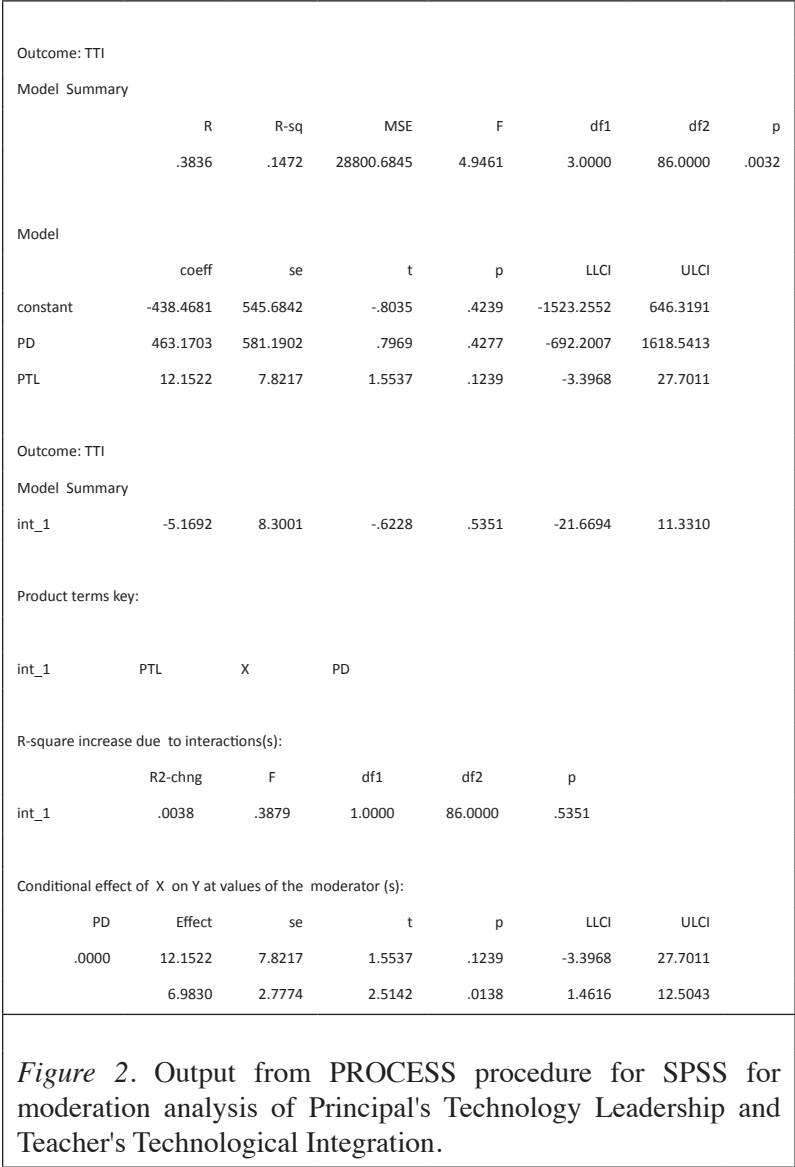 Outcome: TTI
Model Summary
R R-sq MSE F df1 df2 p
.3836 .1472 28800.6845 4.9461 3.0000 86.0000 .0032
Model
coeff se t p LLCI ULCI
constant -438.4681 545.6842 -.8035 .4239 -1523.2552 646.3191
PD 463.1703 581.1902 .7969 .4277 -692.2007 1618.5413
PTL 12.1522 7.8217 1.5537 .1239 -3.3968 27.7011
Outcome: TTI
Model Summary
int_1 -5.1692 8.3001 -.6228 .5351 -21.6694 11.3310
Product terms key:
int_1 PTL X PD
R-square increase due to interactions(s):
R2-chng F df1 df2 p
int_1 .0038 .3879 1.0000 86.0000 .5351
Conditional effect of X on Y at values of the moderator (s):
PD Effect se t p LLCI ULCI
.0000 12.1522 7.8217 1.5537 .1239 -3.3968 27.7011
6.9830 2.7774 2.5142 .0138 1.4616 12.5043
Figure 2. Output from PROCESS procedure for SPSS for
moderation analysis of Principal's Technology Leadership and
Teacher's Technological Integration.